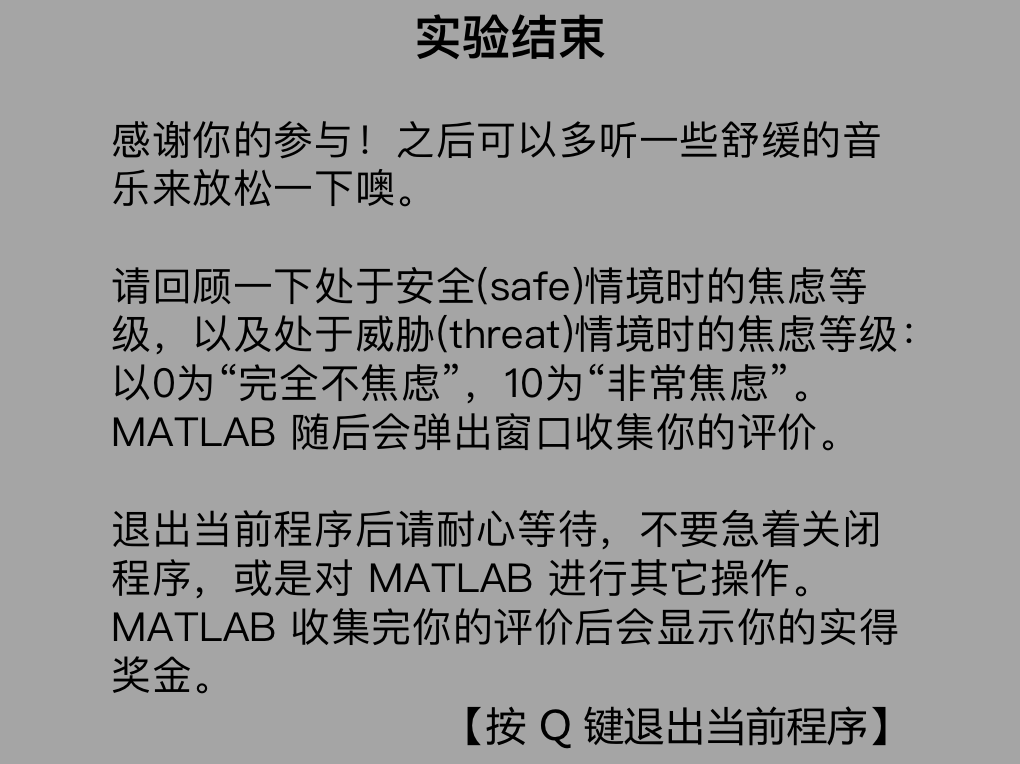 实验结束
感谢你的参与！之后可以多听一些舒缓的音
乐来放松一下噢。
请回顾一下处于安全(safe)情境时的焦虑等
级，以及处于威胁(threat)情境时的焦虑等级：
以0为“完全不焦虑”，10为“非常焦虑”。
MATLAB 随后会弹出窗口收集你的评价。
退出当前程序后请耐心等待，不要急着关闭
程序，或是对 MATLAB 进行其它操作。
MATLAB 收集完你的评价后会显示你的实得
奖金。
【按 Q 键退出当前程序】